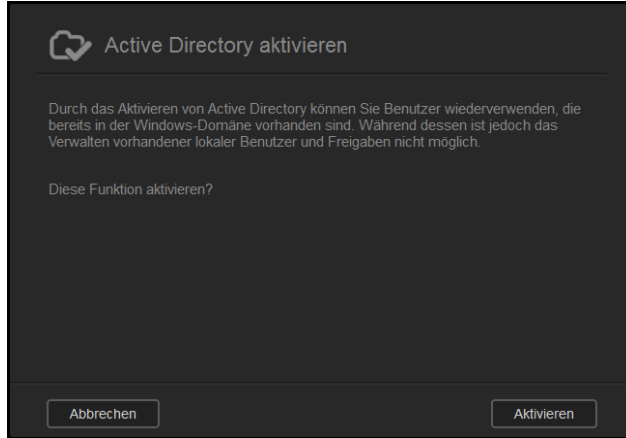 Active Directory aktivieren
Durch das Aktivieren von Active Directory können Sie Benutzer wiederverwenden, die
bereits in der Windows-Domäne vorhanden sind. Während dessen ist jedoch das
Verwalten vorhandener lokaler Benutzer und Freigaben nicht möglich.
Diese Funktion aktivieren?
Abbrechen
Aktivieren